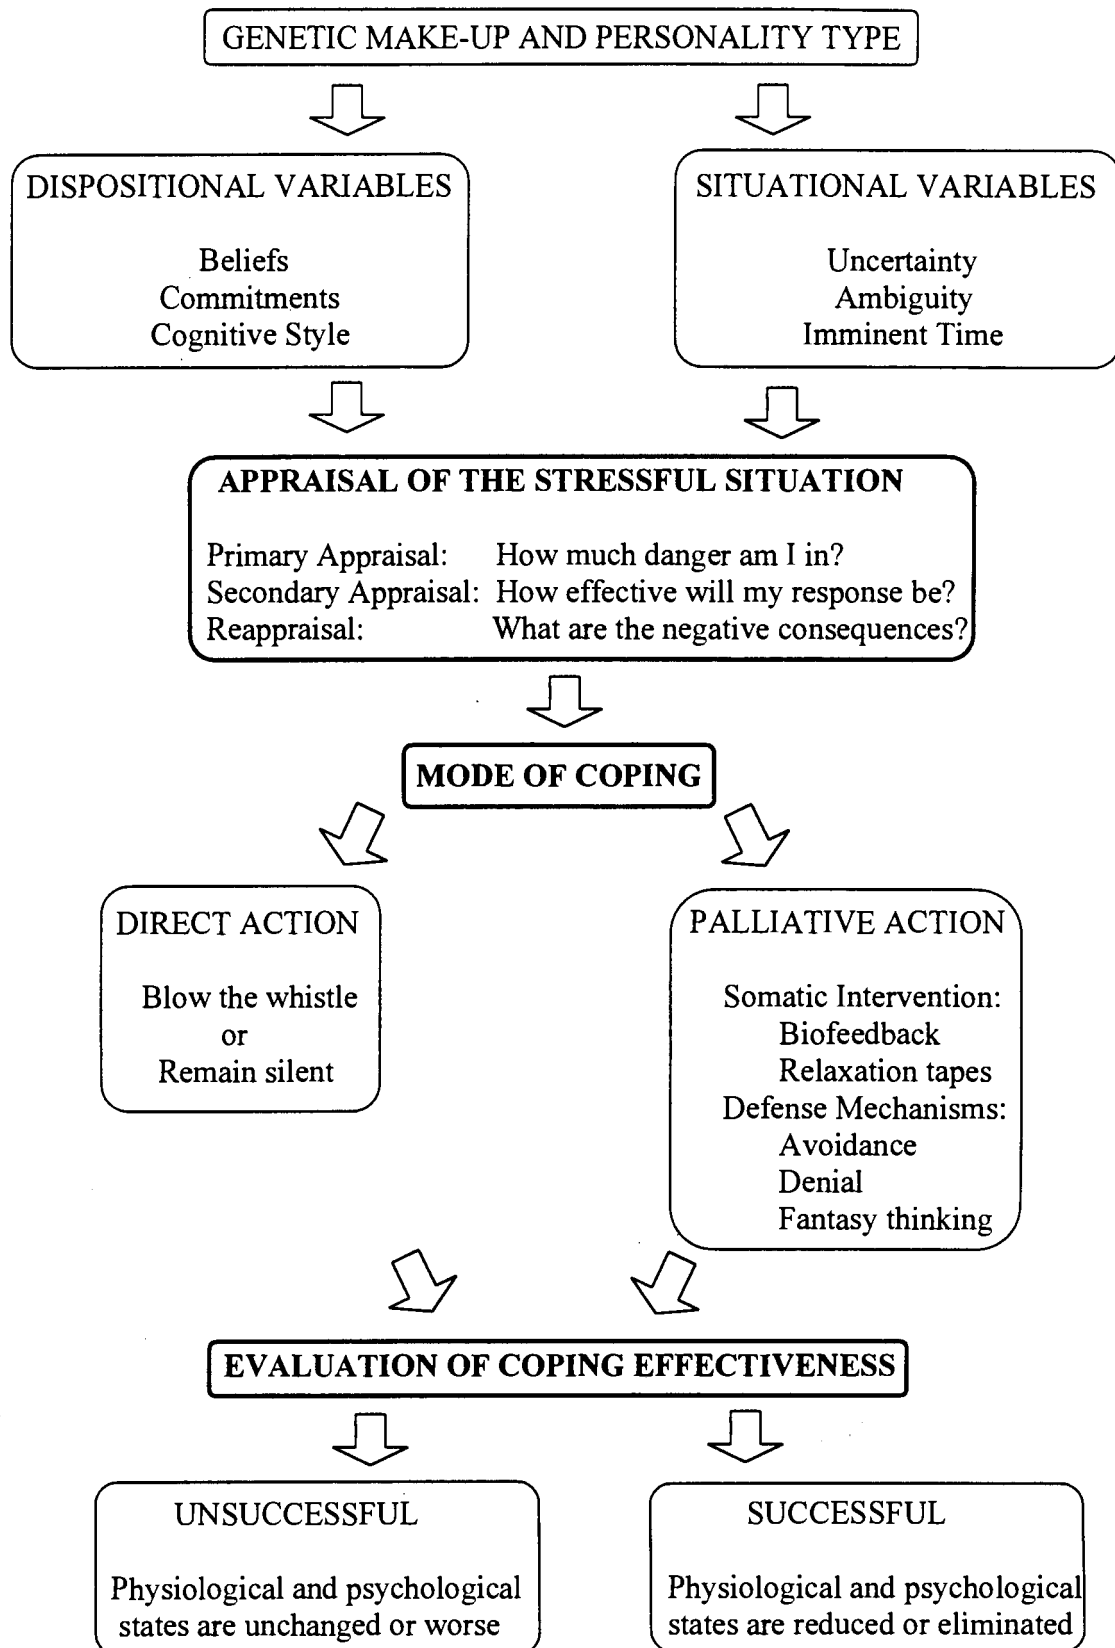 GENETIC MAKE-UP AND PERSONALITY TYPE
DISPOSITIONAL VARIABLES
Beliefs
Commitments
Cognitive Style
SITUATIONAL VARIABLES
Uncertainty
Ambiguity
Imminent Time
APPRAISAL OF THE STRESSFUL SITUATION
Primary Appraisal: How much danger am I in?
Secondary Appraisal: How effective will my response be?
Reappraisal: What are the negative consequences?
MODE OF COPING
DIRECT ACTION
Blow the whistle
or
Remain silent
PALLIATIVE ACTION
Somatic Intervention:
Biofeedback
Relaxation tapes
Defense Mechanisms:
Avoidance
Denial
Fantasy thinking
EVALUATION OF COPING EFFECTIVENESS
UNSUCCESSFUL
Physiological and psychological
states are unchanged or worse
SUCCESSFUL
Physiological and psychological
states are reduced or eliminated